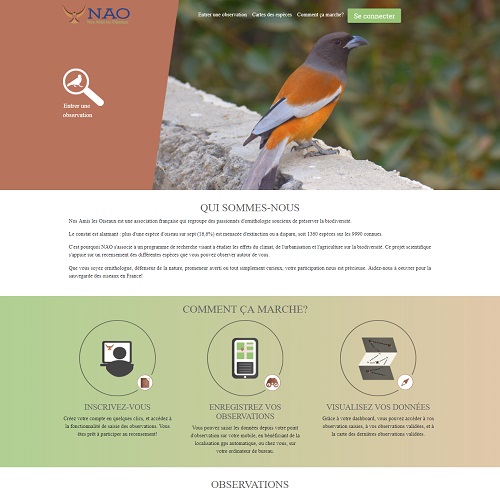 NAO
Nos Amis les Oiseaux
Entrer une observation
Cartes des espèces
Comment ça marche?
Se connecter
Entrer une
observation
QUI SOMMES-NOUS
Nos Amis les Oiseaux est une association française qui regroupe des passionnés d'ornithologie soucieux de préserver la biodiversité.
Le constat est alarmant : plus d'une espèce d'oiseau sur sept (16,6%) est menacée d'extinction ou a disparu, soit 1360 espèces sur les 9990 connues.
C'est pourquoi NAO s'associe à un programme de recherche visant à étudier les effets du climat, de l'urbanisation et l'agriculture sur la biodiversité. Ce projet scientifique
s'appuie sur un recensement des différentes espèces que vous pouvez observer autour de vous.
Que vous soyez ornithologue, défenseur de la nature, promeneur averti ou tout simplement curieux, votre participation nous est précieuse. Aidez-nous à oeuvrer pour la
sauvegarde des oiseaux en France!
COMMENT ÇA MARCHE?
INSCRIVEZ-VOUS
Créez votre compte en quelques clics, et accédez à
la fonctionnalité de saisie des observations. Vous
êtes prêt à participer au recensement!
ENREGISTREZ VOS
OBSERVATIONS
Vous pouvez saisir les données depuis votre point
d'observation sur votre mobile, en bénéficiant de la
localisation gps automatique, ou chez vous, sur
votre ordinateur de bureau.
VISUALISEZ VOS DONNÉES
Grâce à votre dashboard, vous pouvez accéder à vos
observation saisies, à vos observations validées, et à
la carte des dernières observations validées.
OBSERVATIONS